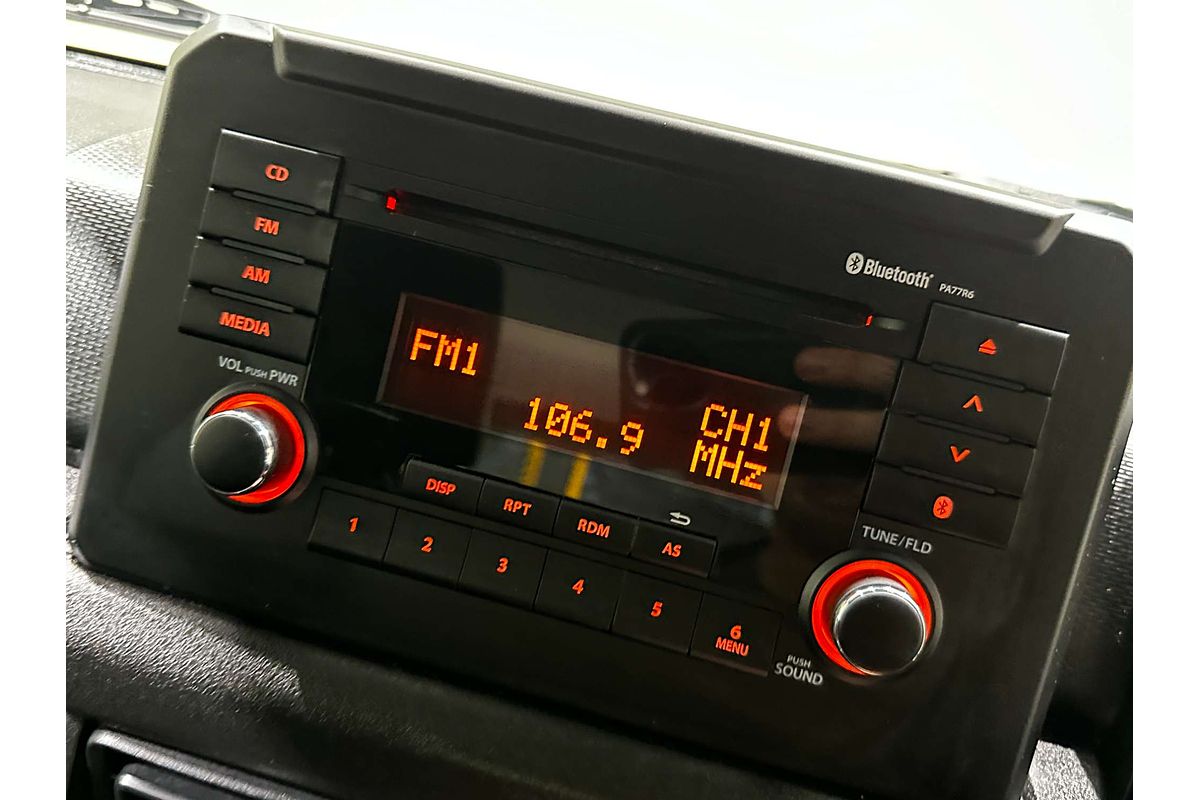 CD
FM
AM
MEDIA
VOL PUSH PWR
Bluetooth®
PA77R6
FM1
106.9
CH1
MHz
DISP
RPT
RDM
AS
1
2
3
4
5
6
MENU
TUNE/FLD
PUSH
SOUND